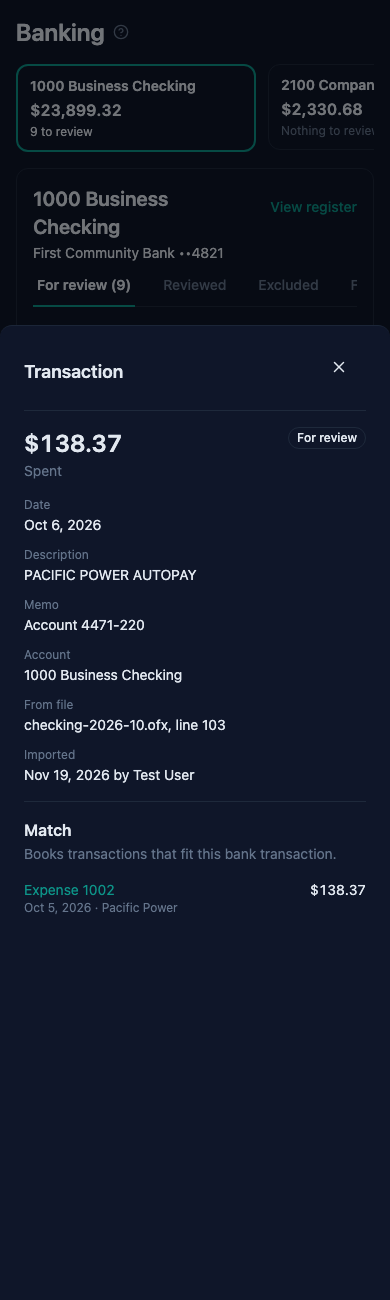 Banking
1000 Business Checking
$23,899.32
9 to review
2100 Compan
$2,330.68
Nothing to review
1000 Business
Checking
View register
First Community Bank ••4821
For review (9)
Reviewed
Excluded
F
Transaction
$138.37
For review
Spent
Date
Oct 6, 2026
Description
PACIFIC POWER AUTOPAY
Memo
Account 4471-220
Account
1000 Business Checking
From file
checking-2026-10.ofx, line 103
Imported
Nov 19, 2026 by Test User
Match
Books transactions that fit this bank transaction.
Expense 1002
$138.37
Oct 5, 2026 · Pacific Power